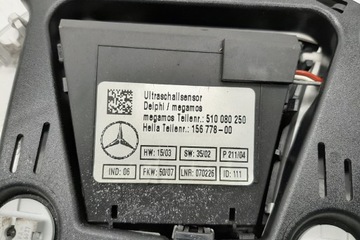 Ultraschallsensor
Delphi / megamos
megamos Teilenr.: 510 080 250
Hella Teilenr.: 156 778-00
HW: 15/03 SW: 35/02 P 211/04
IND: 06 FKW: 50/07 LNR: 070226 ID: 111